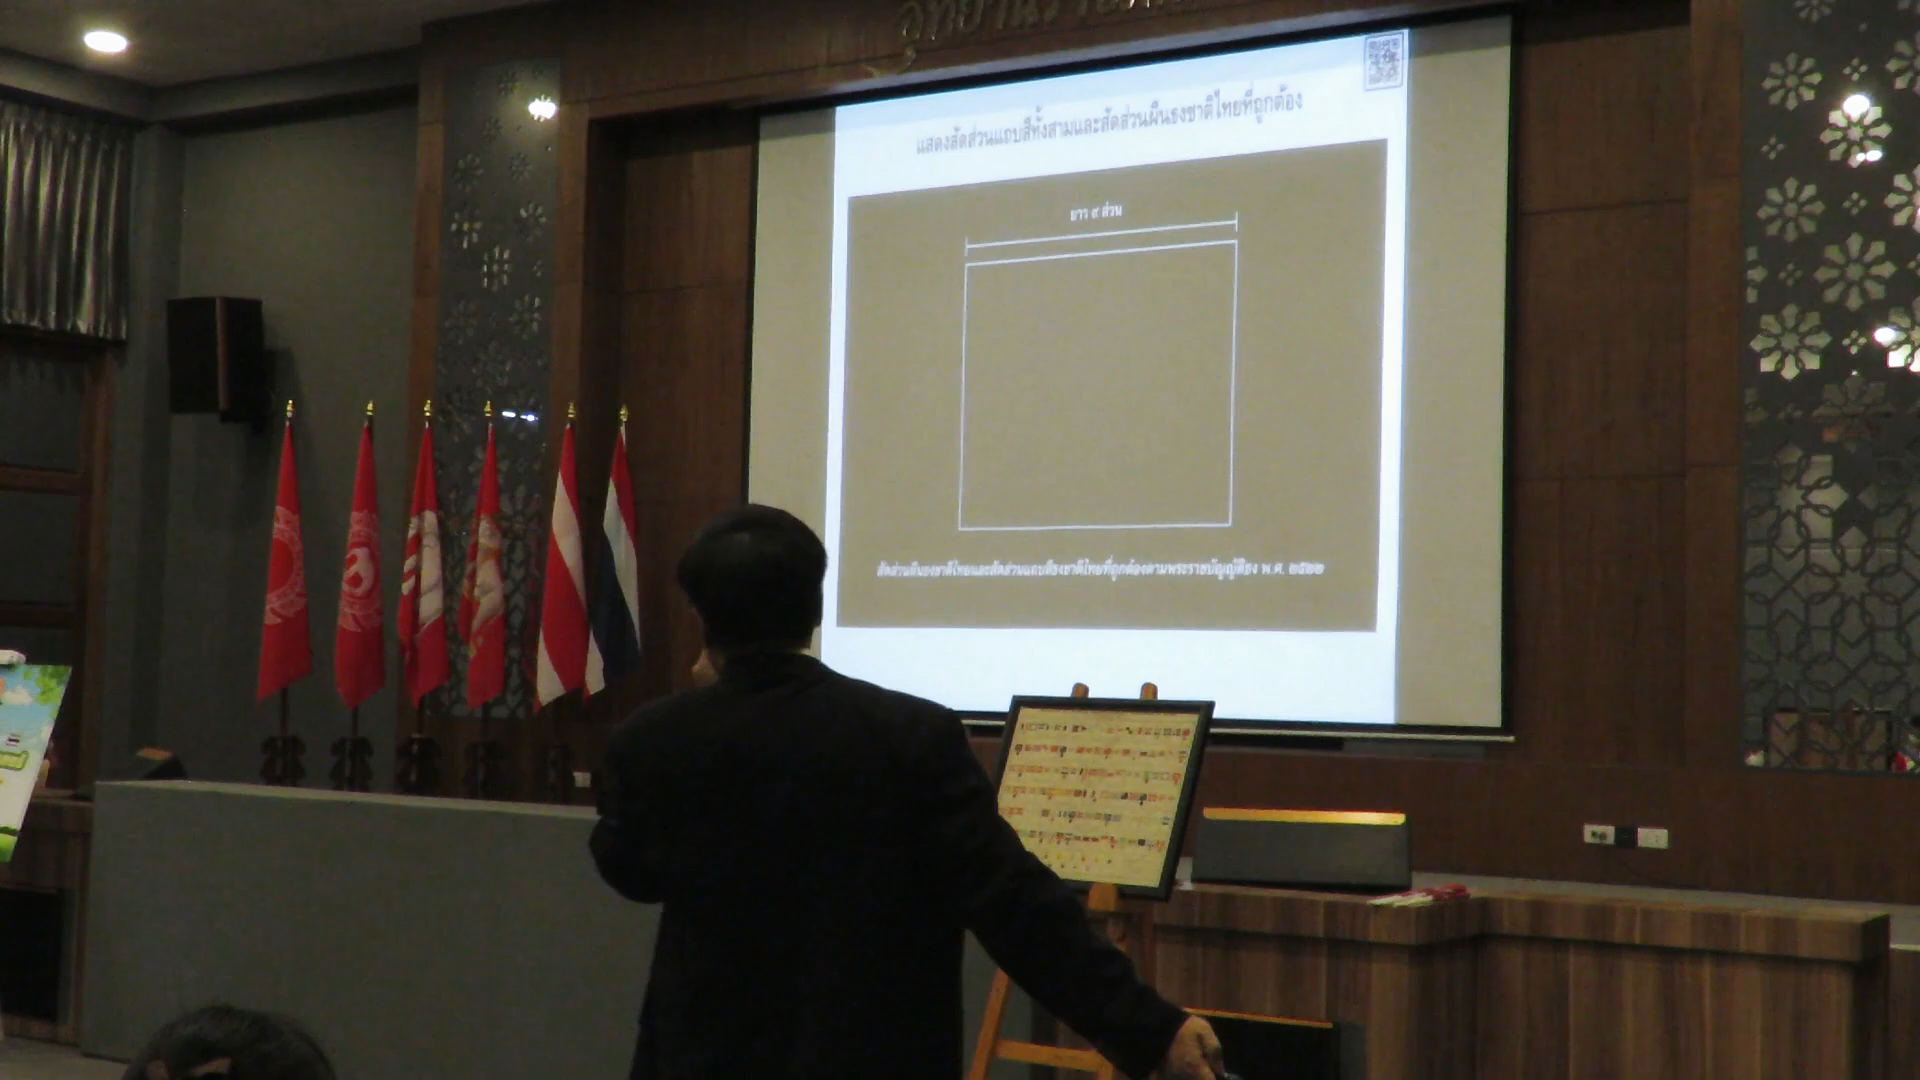 แสดงสัดส่วนแถบสีทั้งสามและสัดส่วนผืนธงชาติไทยที่ถูกต้อง
ยาว ๙ ส่วน
สัดส่วนผืนธงชาติไทยและสัดส่วนแถบสีธงชาติไทยที่ถูกต้องตามพระราชบัญญัติธง พ.ศ. ๒๕๒๒